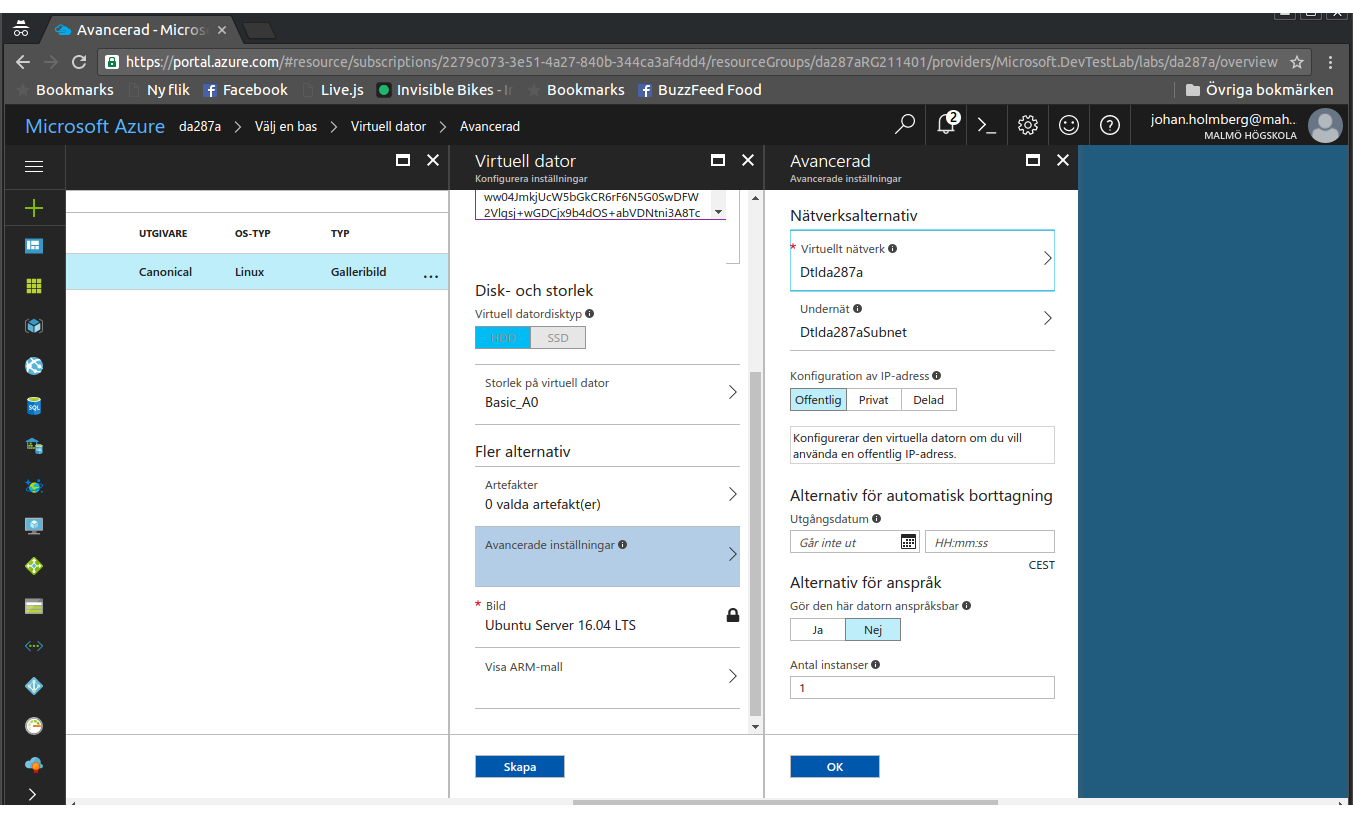 Avancerad - Micros
https://portal.azure.com/#resource/subscriptions/2279c073-3e51-4a27-840b-344ca3af4dd4/resourceGroups/da287aRG211401/providers/Microsoft.DevTestLab/labs/da287a/overview
Bookmarks Ny flik Facebook Live.js Invisible Bikes - I Bookmarks BuzzFeed Food Övriga bokmärken
Microsoft Azure da287a > Välj en bas > Virtuell dator > Avancerad
2
johan.holmberg@mah..
MALMÖ HÖGSKOLA
UTGIVARE OS-TYP TYP
Canonical Linux Galleribild ...
SQL
Virtuell dator
Konfigurera inställningar
ww04JmkjUcW5bGkCR6rF6N5G0SwDFW
2Vlqsj+wGDCjx9b4dOS+abVDNtni3A8Tc
Disk- och storlek
Virtuell datordisktyp
HDD SSD
Storlek på virtuell dator
Basic_A0
Fler alternativ
Artefakter
0 valda artefakt(er)
Avancerade inställningar
* Bild
Ubuntu Server 16.04 LTS
Visa ARM-mall
Skapa
Avancerad
Avancerade inställningar
Nätverksalternativ
* Virtuellt nätverk
Dtlda287a
Undernät
Dtlda287aSubnet
Konfiguration av IP-adress
Offentlig Privat Delad
Konfigurerar den virtuella datorn om du vill
använda en offentlig IP-adress.
Alternativ för automatisk borttagning
Utgångsdatum
Går inte ut HH:mm:ss
CEST
Alternativ för anspråk
Gör den här datorn anspråksbar
Ja Nej
Antal instanser
1
OK